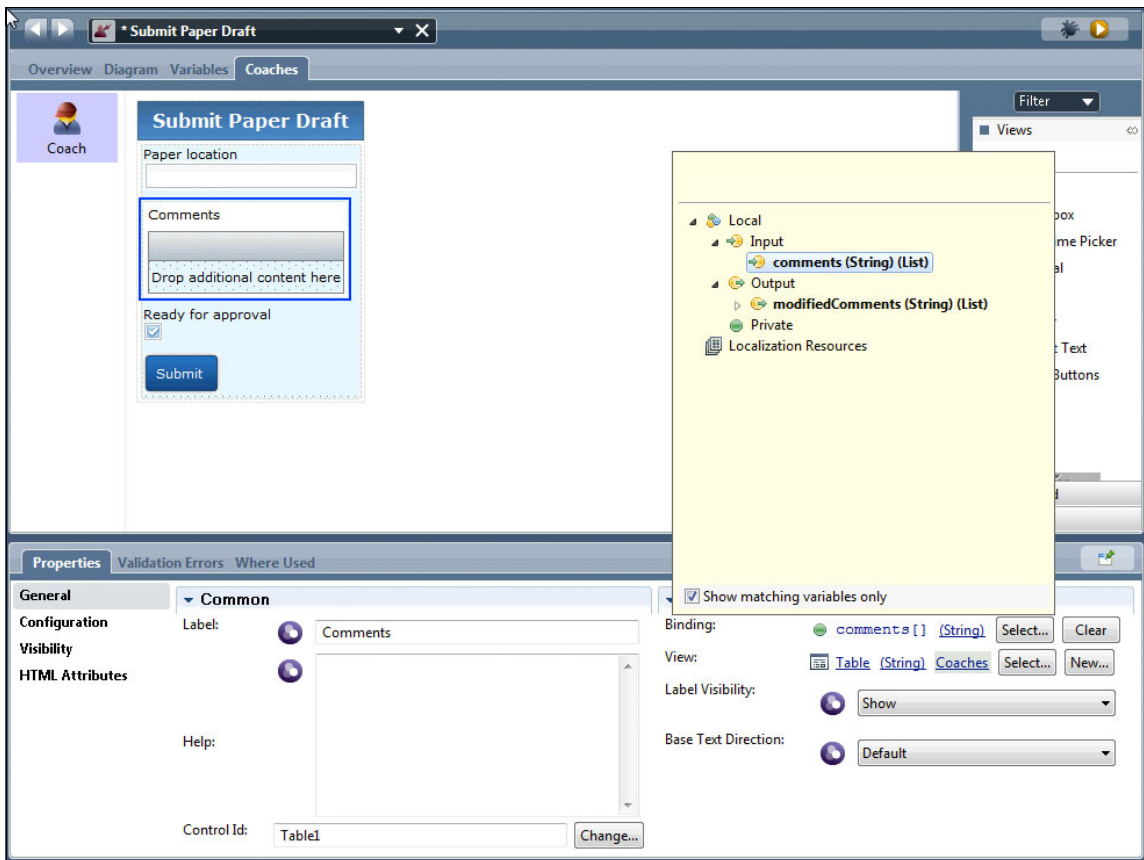 * Submit Paper Draft
Overview Diagram Variables Coaches
Coach
Submit Paper Draft
Paper location
Comments
Drop additional content here
Ready for approval
Submit
Filter
Views
Local
Input
comments (String) (List)
Output
modifiedComments (String) (List)
Private
Localization Resources
Show matching variables only
box
me Picker
al
Text
Buttons
Properties Validation Errors Where Used
General
Configuration
Visibility
HTML Attributes
Common
Label:
Comments
Help:
Control Id:
Table1
Change...
Binding:
comments[] (String) Select... Clear
View:
Table (String) Coaches Select... New...
Label Visibility:
Show
Base Text Direction:
Default